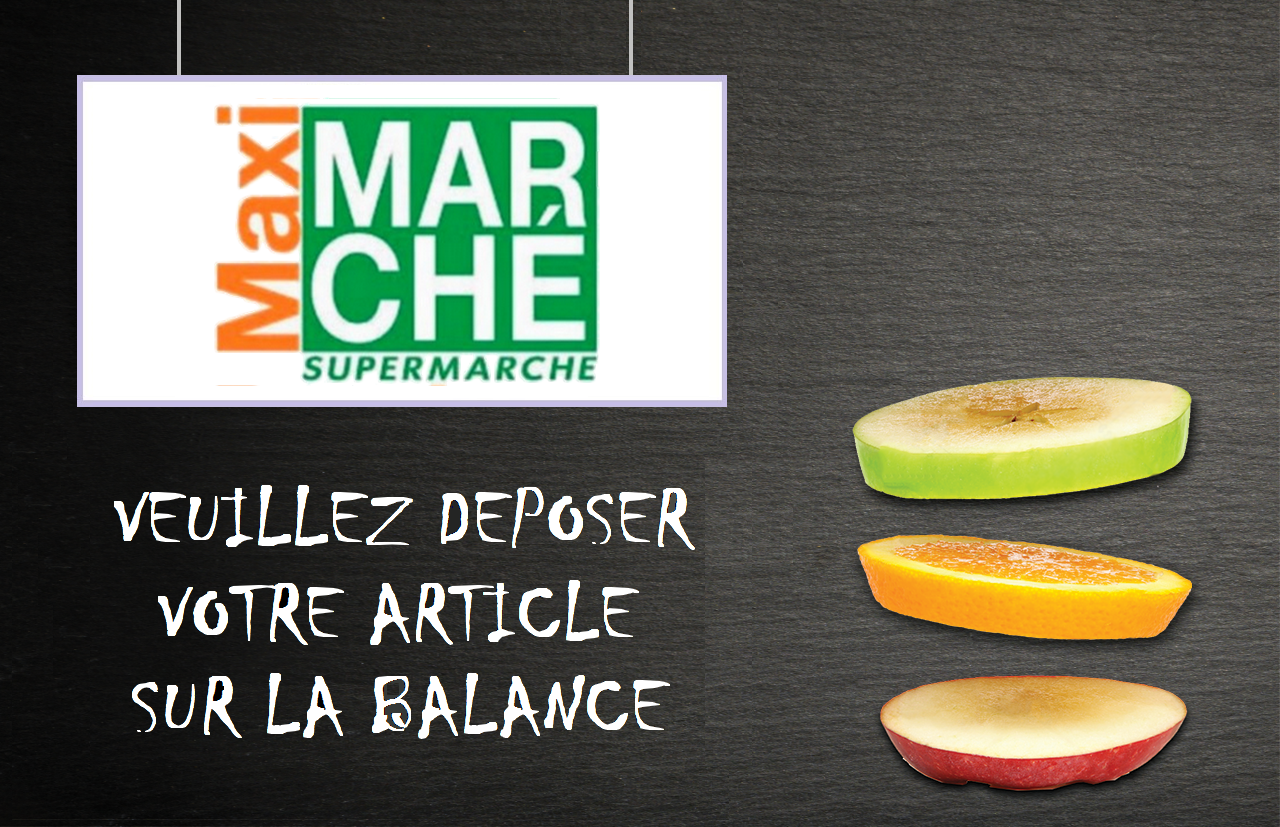 Maxi
MAR
CHÉ
SUPERMARCHE
VEUILLEZ DEPOSER
VOTRE ARTICLE
SUR LA BALANCE